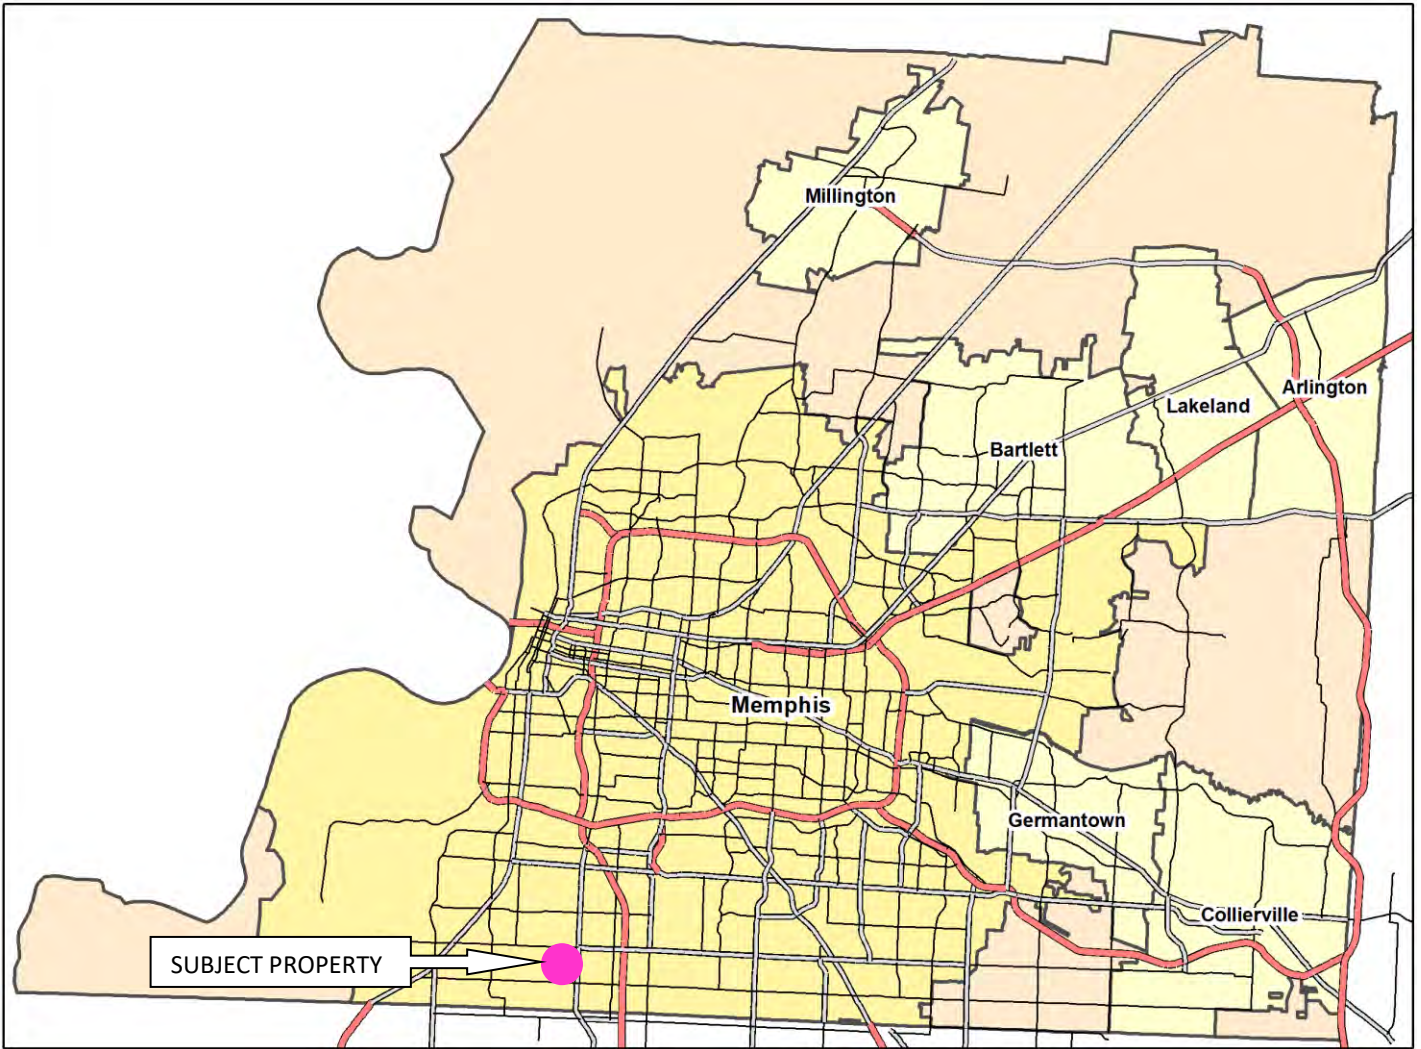 Millington
Arlington
Lakeland
Bartlett
Memphis
Germantown
Collierville
SUBJECT PROPERTY